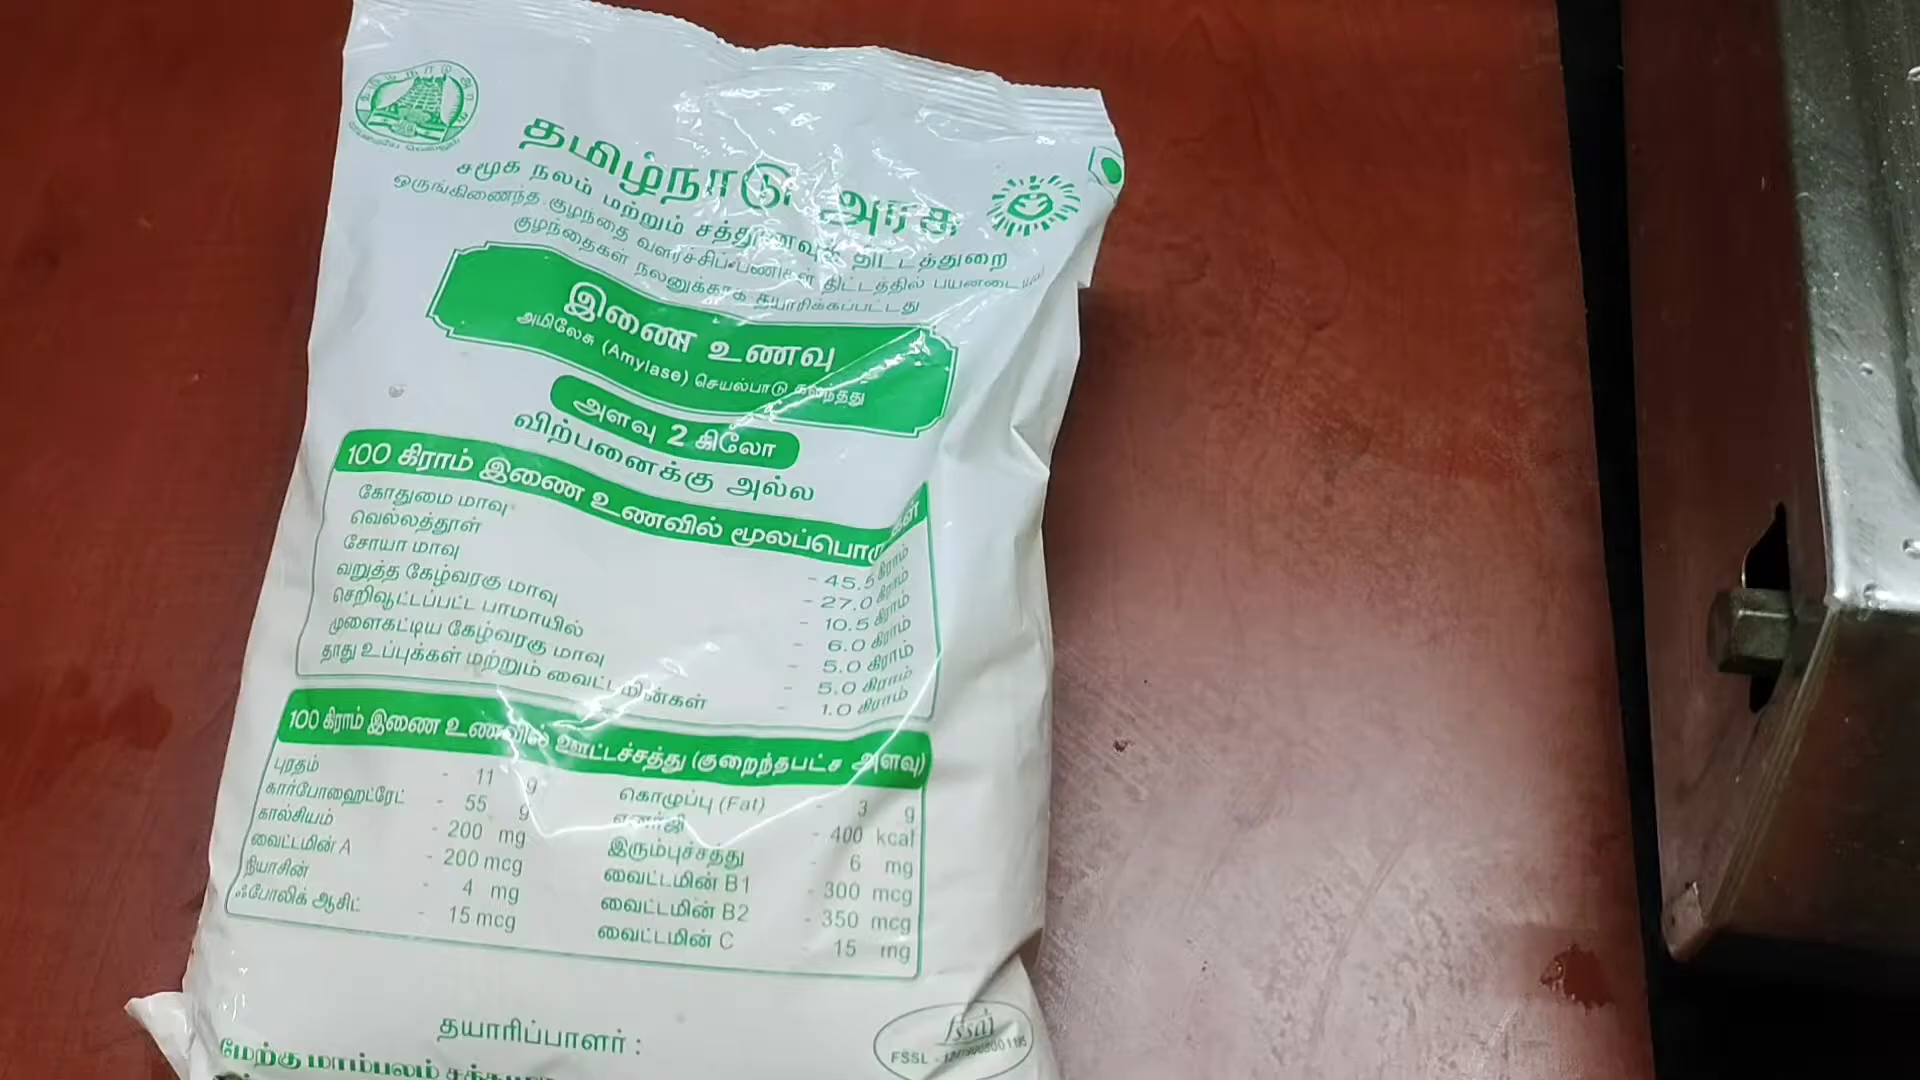 தமிழ்நாடு அரசு
சமூக நலம் மற்றும் சத்துணவுத் திட்டத்துறை
ஒருங்கிணைந்த குழந்தை வளர்ச்சிப்பணிகள் திட்டத்தில்
குழந்தைகள் நலனுக்காக தயாரிக்கப்பட்டது
இணை உணவு
அமிலேசு (Amylase) செயல்பாடு கலந்தது
அளவு 2 கிலோ
விற்பனைக்கு அல்ல
100 கிராம் இணை உணவில்
கோதுமை மாவு - 45.5 கிராம்
வெல்லத்தூள் - 27.0 கிராம்
சோயா மாவு - 10.5 கிராம்
வறுத்த கேழ்வரகு மாவு - 6.0 கிராம்
செறிவூட்டப்பட்ட பாமாயில் - 5.0 கிராம்
முளைகட்டிய கேழ்வரகு மாவு - 5.0 கிராம்
தாது உப்புக்கள் மற்றும் வைட்டமின்கள் - 1.0 கிராம்
100 கிராம் இணை உணவில் ஊட்டச்சத்து (குறைந்தபட்ச அளவு)
புரதம் - 11 g
கார்போஹைட்ரேட் - 55 g
கால்சியம் - 200 mg
வைட்டமின் A - 200 mcg
நியாசின் - 4 mg
ஃபோலிக் ஆசிட் - 15 mcg
கொழுப்பு (Fat) - 3 g
எனர்ஜி - 400 kcal
இரும்புச்சத்து - 6 mg
வைட்டமின் B1 - 300 mcg
வைட்டமின் B2 - 350 mcg
வைட்டமின் C - 15 mg
தயாரிப்பாளர் :
fssai
FSSL -
மேற்கு மாம்பலம்